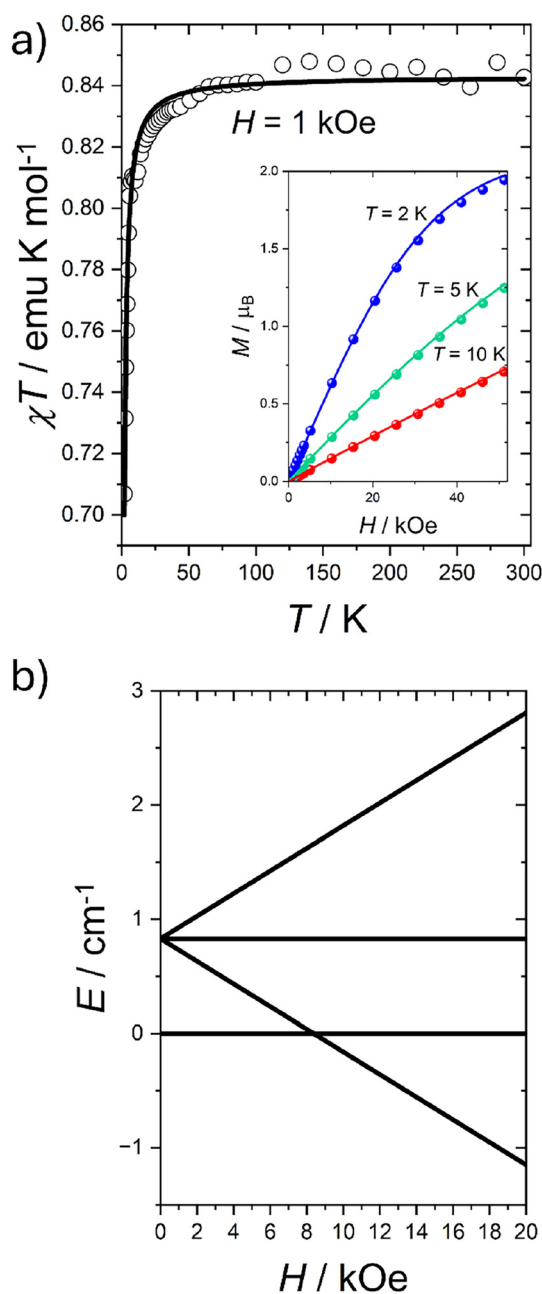 a)
0.86
0.84
0.82
0.80
0.78
0.76
0.74
0.72
0.70
χT / emu K mol⁻¹
H = 1 kOe
2.0
1.5
1.0
0.5
0.0
M / μB
T = 2 K
T = 5 K
T = 10 K
0 20 40
H / kOe
0 50 100 150 200 250 300
T / K
b)
3
2
1
0
−1
E / cm⁻¹
0 2 4 6 8 10 12 14 16 18 20
H / kOe